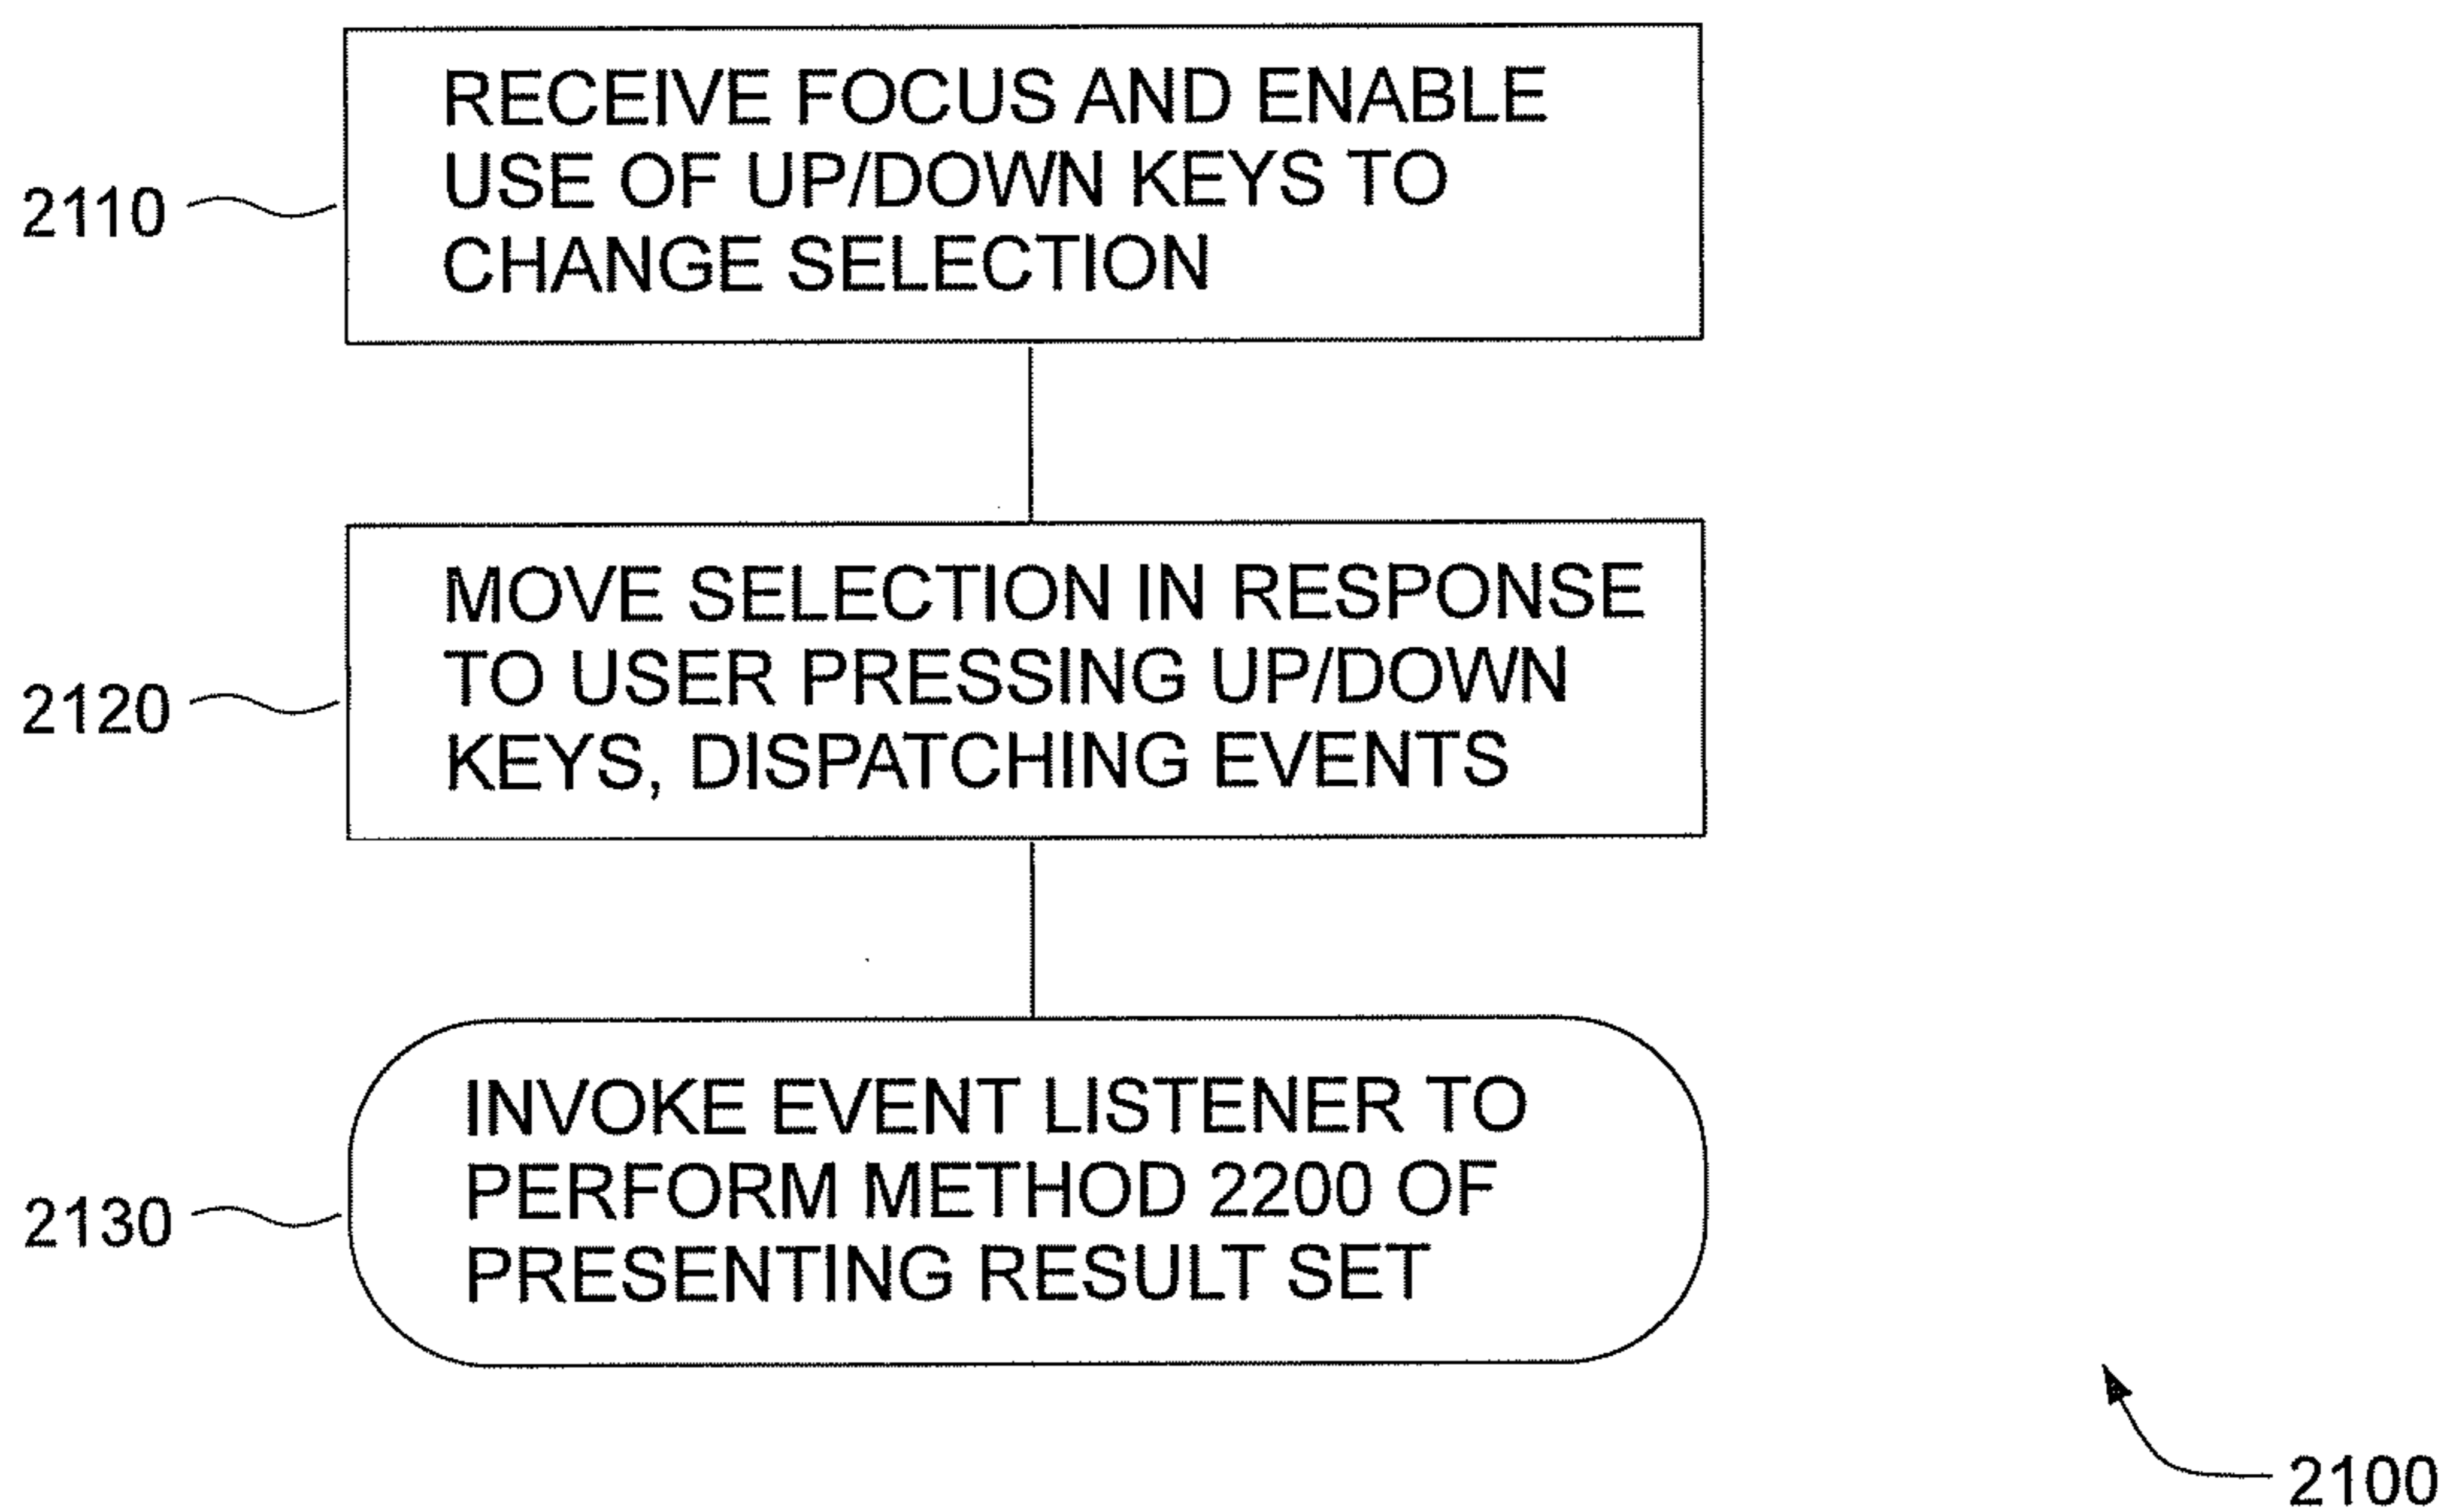 2110
RECEIVE FOCUS AND ENABLE
USE OF UP/DOWN KEYS TO
CHANGE SELECTION
2120
MOVE SELECTION IN RESPONSE
TO USER PRESSING UP/DOWN
KEYS, DISPATCHING EVENTS
2130
INVOKE EVENT LISTENER TO
PERFORM METHOD 2200 OF
PRESENTING RESULT SET
2100